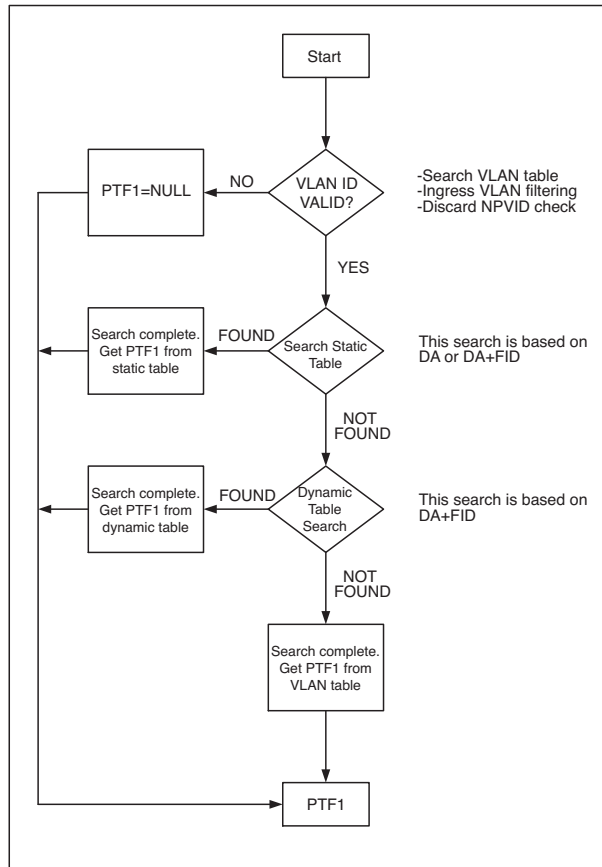 Start
VLAN ID
VALID?
NO
PTF1=NULL
-Search VLAN table
-Ingress VLAN filtering
-Discard NPVID check
YES
Search Static
Table
FOUND
Search complete.
Get PTF1 from
static table
This search is based on
DA or DA+FID
NOT
FOUND
Dynamic
Table
Search
FOUND
Search complete.
Get PTF1 from
dynamic table
This search is based on
DA+FID
NOT
FOUND
Search complete.
Get PTF1 from
VLAN table
PTF1